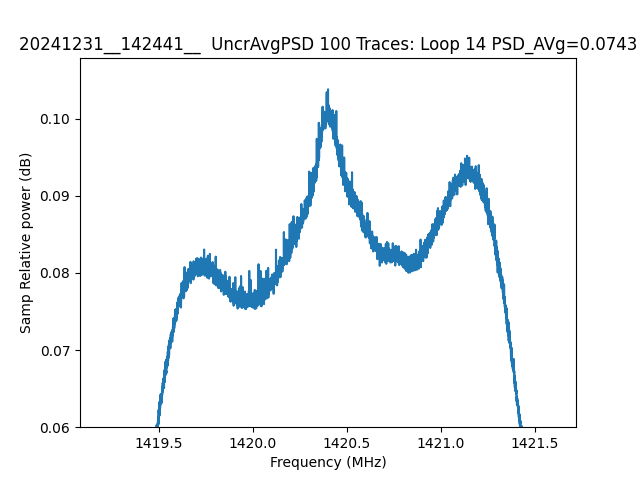 20241231__142441__  UncrAvgPSD 100 Traces: Loop 14 PSD_AVg=0.0743
Samp Relative power (dB)
0.10
0.09
0.08
0.07
0.06
1419.5 1420.0 1420.5 1421.0 1421.5
Frequency (MHz)